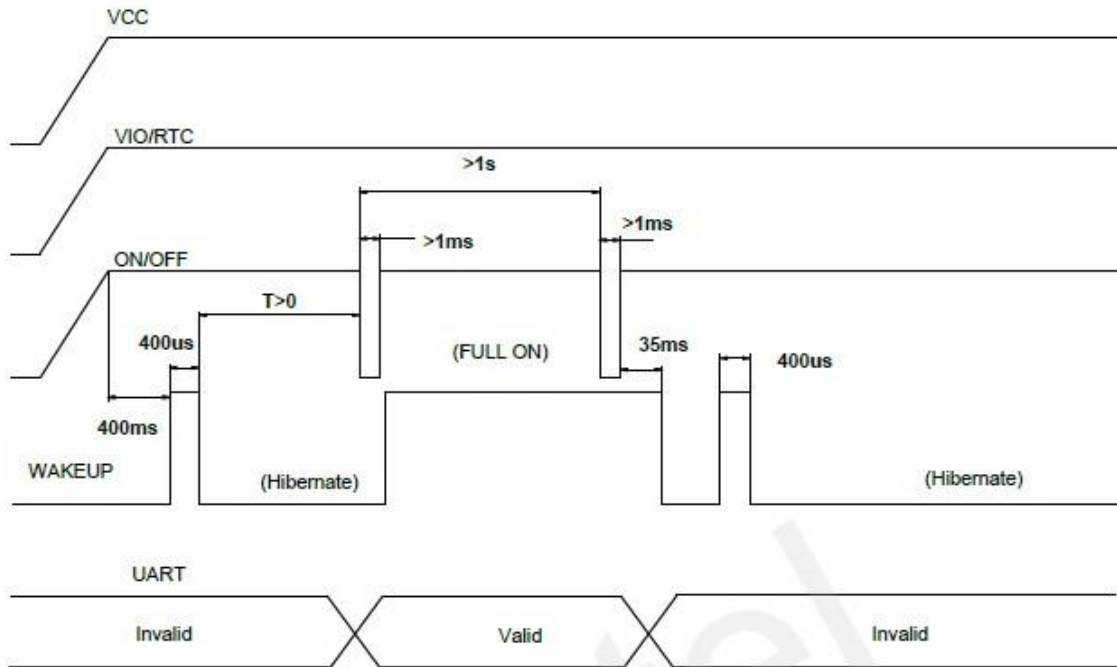 VCC
VIO/RTC
>1s
>1ms
>1ms
ON/OFF
T>0
400us
(FULL ON)
35ms
400us
400ms
WAKEUP
(Hibernate)
(Hibernate)
UART
Invalid
Valid
Invalid